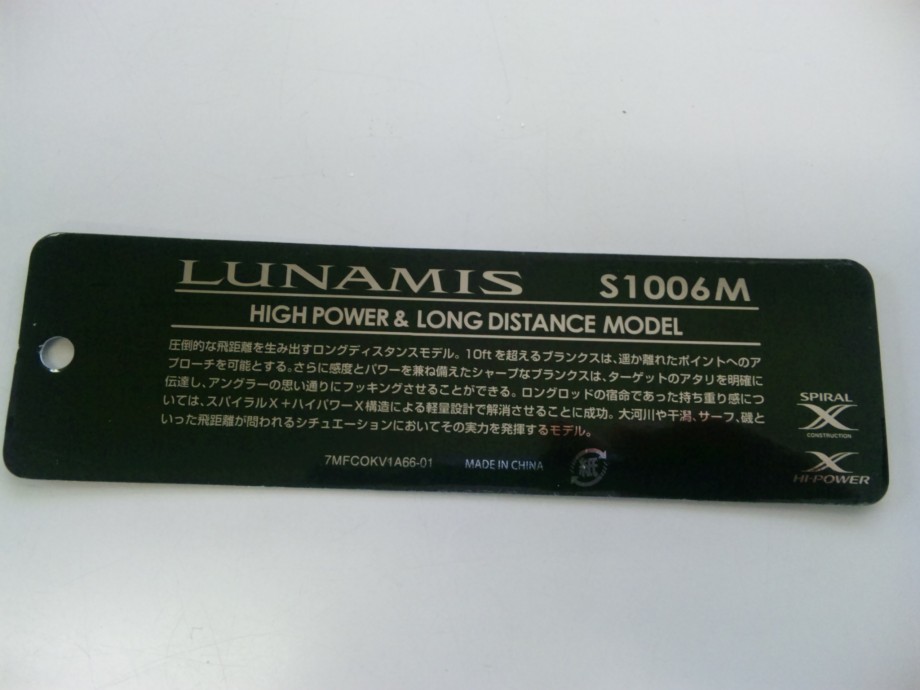 LUNAMIS S1006M
HIGH POWER & LONG DISTANCE MODEL
圧倒的な飛距離を生み出すロングディスタンスモデル。10ftを超えるブランクスは、遥か離れたポイントへのア
プローチを可能とする。さらに感度とパワーを兼ね備えたシャープなブランクスは、ターゲットのアタリを明確に
伝達し、アングラーの思い通りにフッキングさせることができる。ロングロッドの宿命であった持ち重り感につ
いては、スパイラルX+ハイパワーX構造による軽量設計で解消させることに成功。大河川や干潟、サーフ、磯と
いった飛距離が問われるシチュエーションにおいてその実力を発揮するモデル。
SPIRAL
X
CONSTRUCTION
X
HI-POWER
7MFCOKV1A66-01 MADE IN CHINA 紙